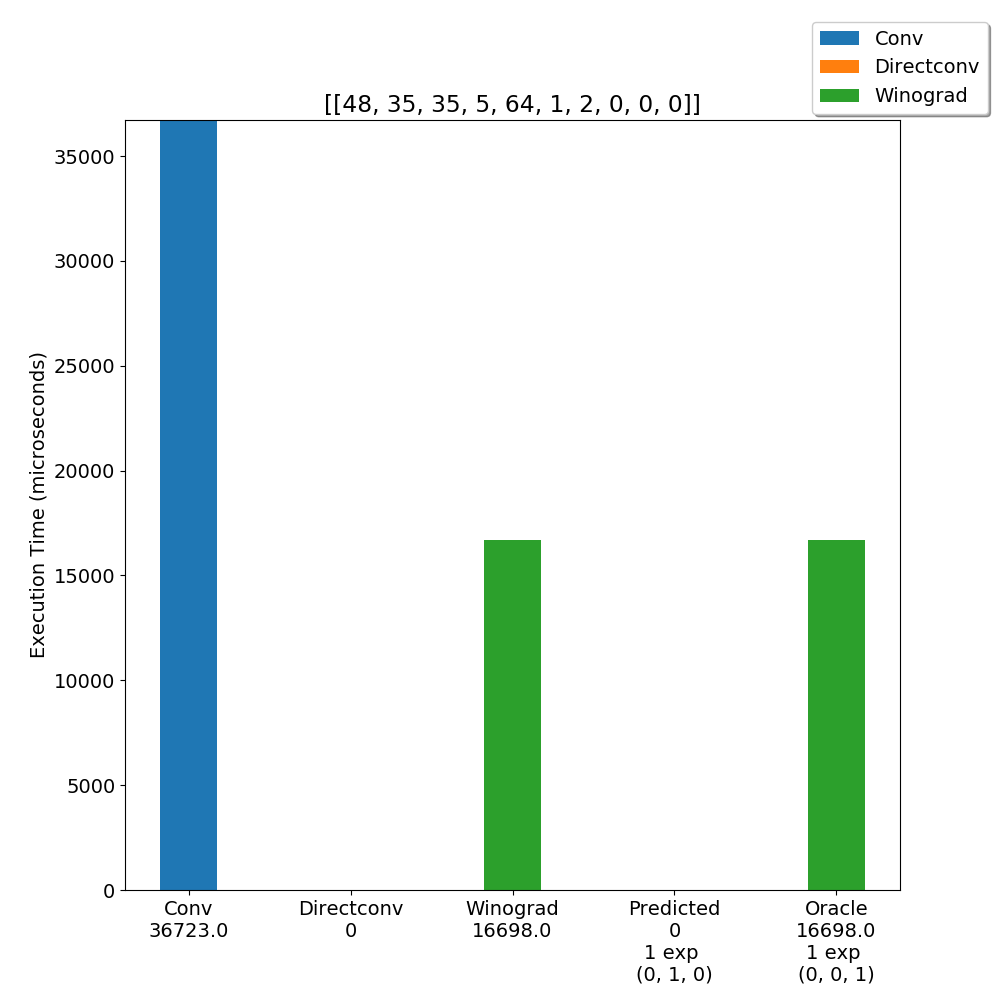 Conv
Directconv
Winograd
[[48, 35, 35, 5, 64, 1, 2, 0, 0, 0]]
Execution Time (microseconds)
35000
30000
25000
20000
15000
10000
5000
0
Conv
36723.0
Directconv
0
Winograd
16698.0
Predicted
0
1 exp
(0, 1, 0)
Oracle
16698.0
1 exp
(0, 0, 1)